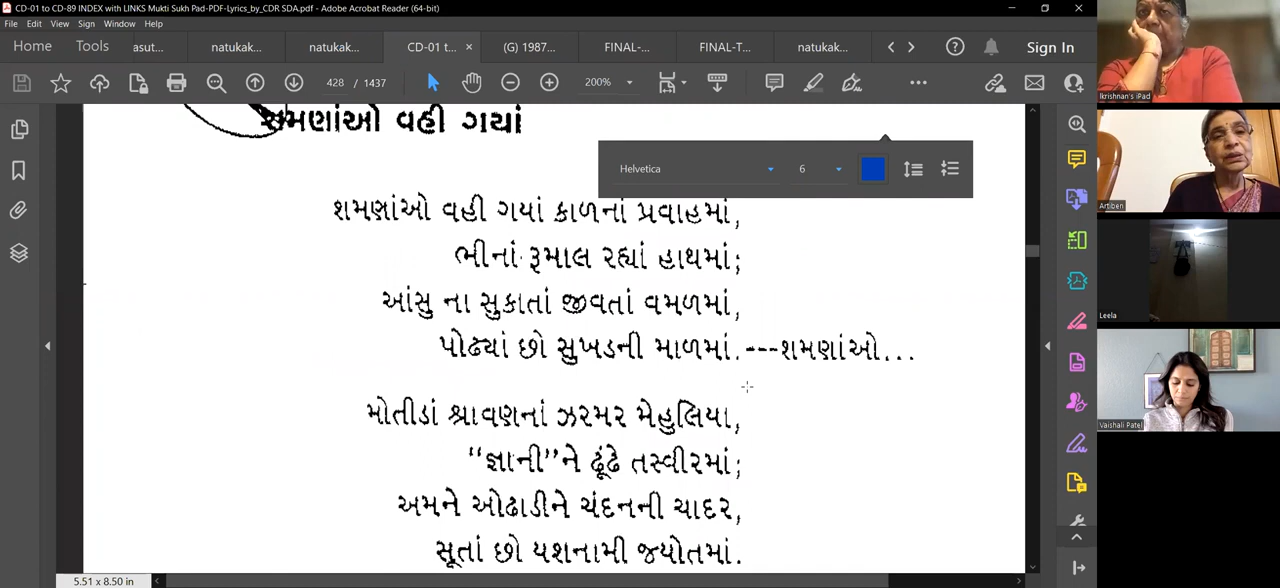 CD-01 to CD-89 INDEX with LINKS Mukti Sukh Pad-PDF-Lyrics_by_CDR SDA.pdf - Adobe Acrobat Reader (64-bit)
File Edit View Sign Window Help
Home Tools asut... natukak... natukak... CD-01 t... × (G) 1987... FINAL-... FINAL-T... natukak... Sign In
428 / 1437 200%
શમણાંઓ વહી ગયાં
Helvetica 6
શમણાંઓ વહી ગયાં કાળનાં પ્રવાહમાં,
ભીનાં રૂમાલ રહ્યાં હાથમાં;
આંસુ ના સુકાતાં જીવતાં વમળમાં,
પોઢ્યાં છો સુખડની માળમાં.---શમણાંઓ...
મોતીડાં શ્રાવણનાં ઝરમર મેહુલિયા,
“જ્ઞાની”ને ઢૂંઢે તસ્વીરમાં;
અમને ઓઢાડીને ચંદનની ચાદર,
સૂતાં છો યશનામી જયોતમાં.
5.51 x 8.50 in
lkrishnan's iPad
Artiben
Leela
Vaishali Patel